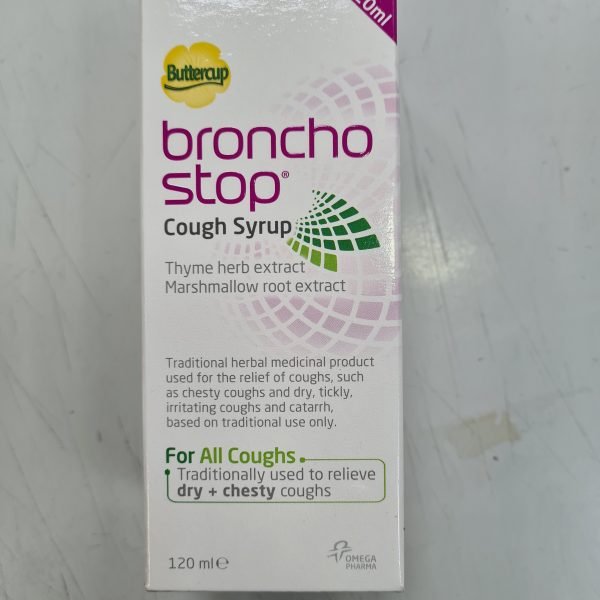 20ml
Buttercup
broncho
stop®
Cough Syrup
Thyme herb extract
Marshmallow root extract
Traditional herbal medicinal product
used for the relief of coughs, such
as chesty coughs and dry, tickly,
irritating coughs and catarrh,
based on traditional use only.
For All Coughs
Traditionally used to relieve
dry + chesty coughs
120 ml e
OMEGA
PHARMA